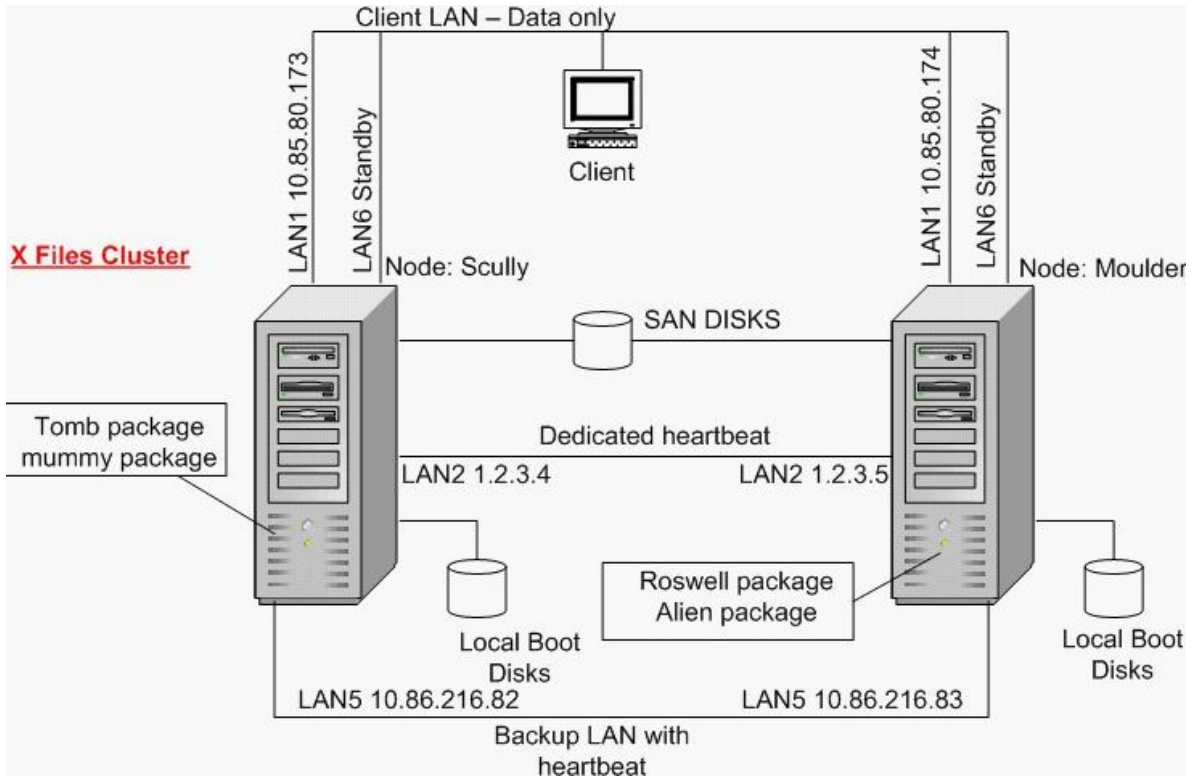 Client LAN – Data only
LAN1 10.85.80.173
LAN6 Standby
Client
LAN1 10.85.80.174
LAN6 Standby
X Files Cluster
Node: Scully
Node: Moulder
SAN DISKS
Tomb package
mummy package
Dedicated heartbeat
LAN2 1.2.3.4
LAN2 1.2.3.5
Roswell package
Alien package
Local Boot
Disks
Local Boot
Disks
LAN5 10.86.216.82
LAN5 10.86.216.83
Backup LAN with
heartbeat